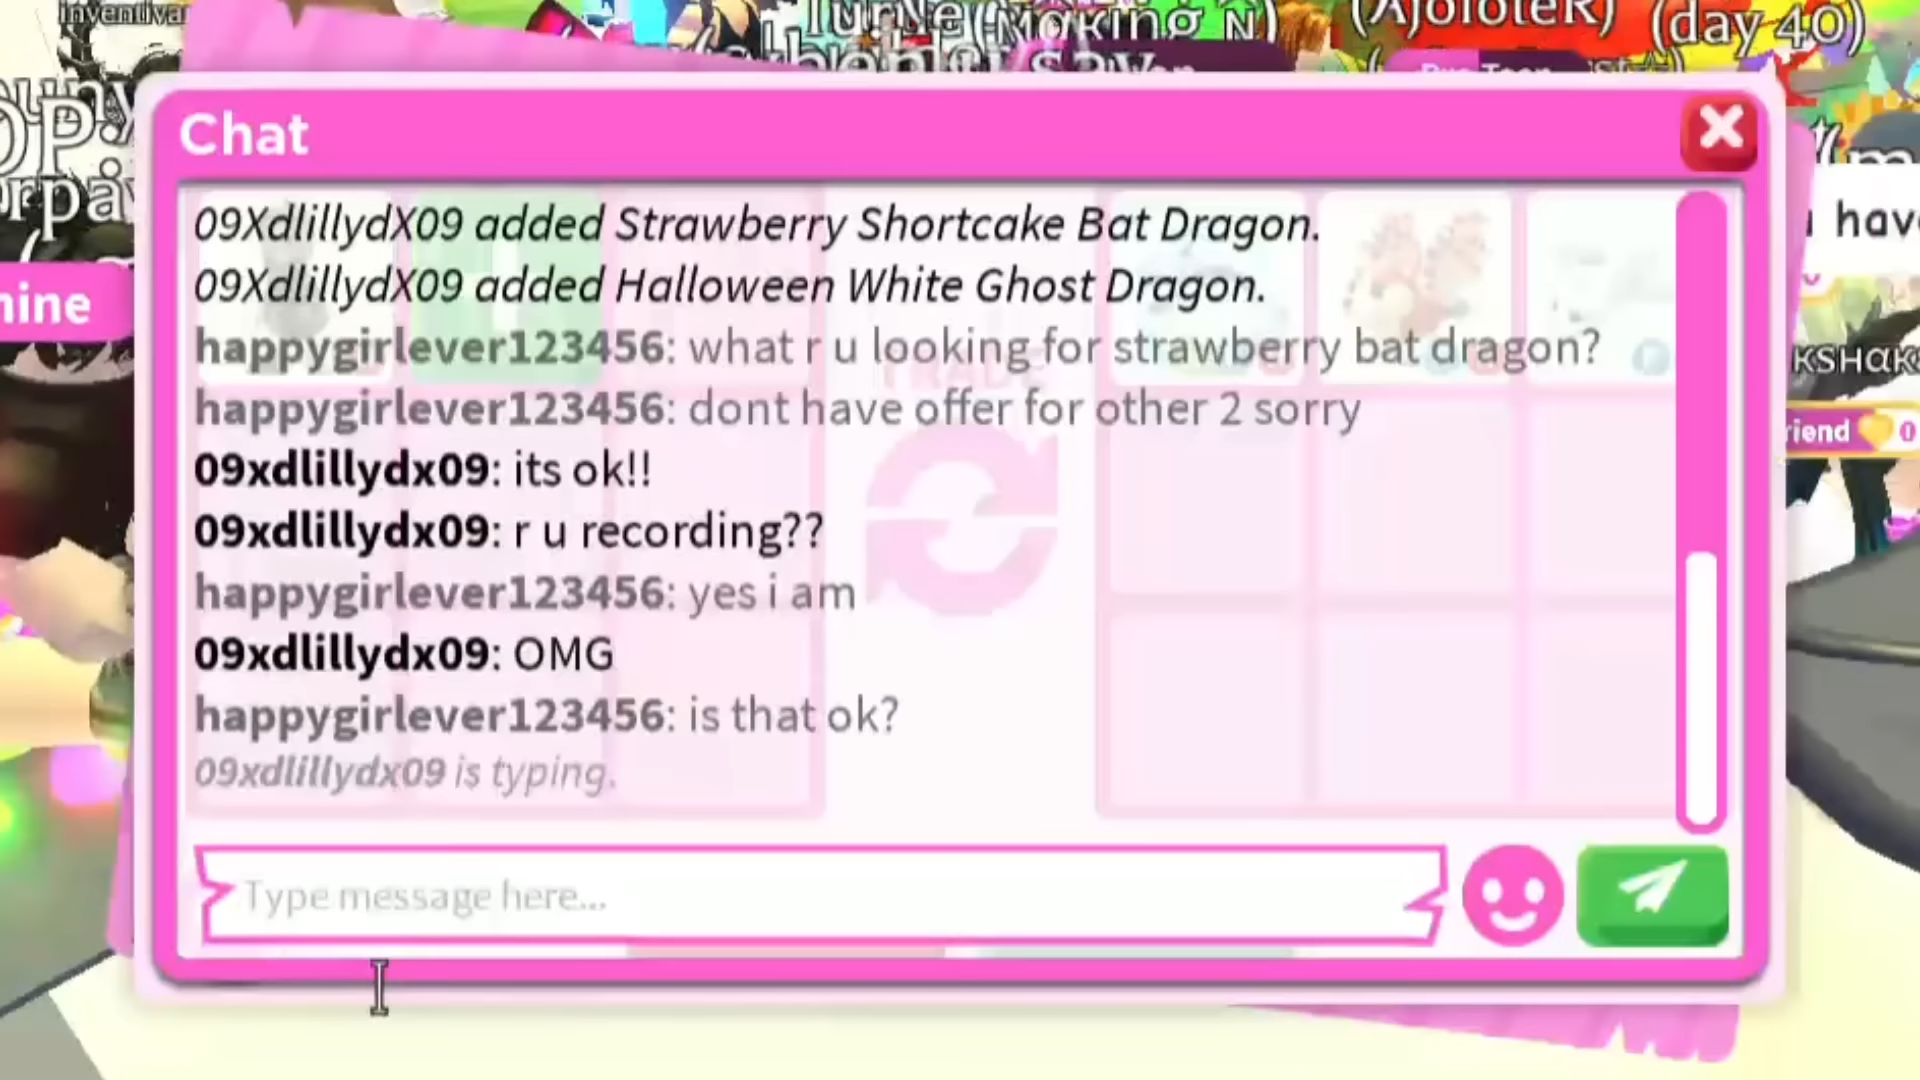 (day 40)
Chat
09XdlillydX09 added Strawberry Shortcake Bat Dragon.
09XdlillydX09 added Halloween White Ghost Dragon.
happygirlever123456: what r u looking for strawberry bat dragon?
happygirlever123456: dont have offer for other 2 sorry
09xdlillydx09: its ok!!
09xdlillydx09: r u recording??
happygirlever123456: yes i am
09xdlillydx09: OMG
happygirlever123456: is that ok?
09xdlillydx09 is typing.
Type message here...